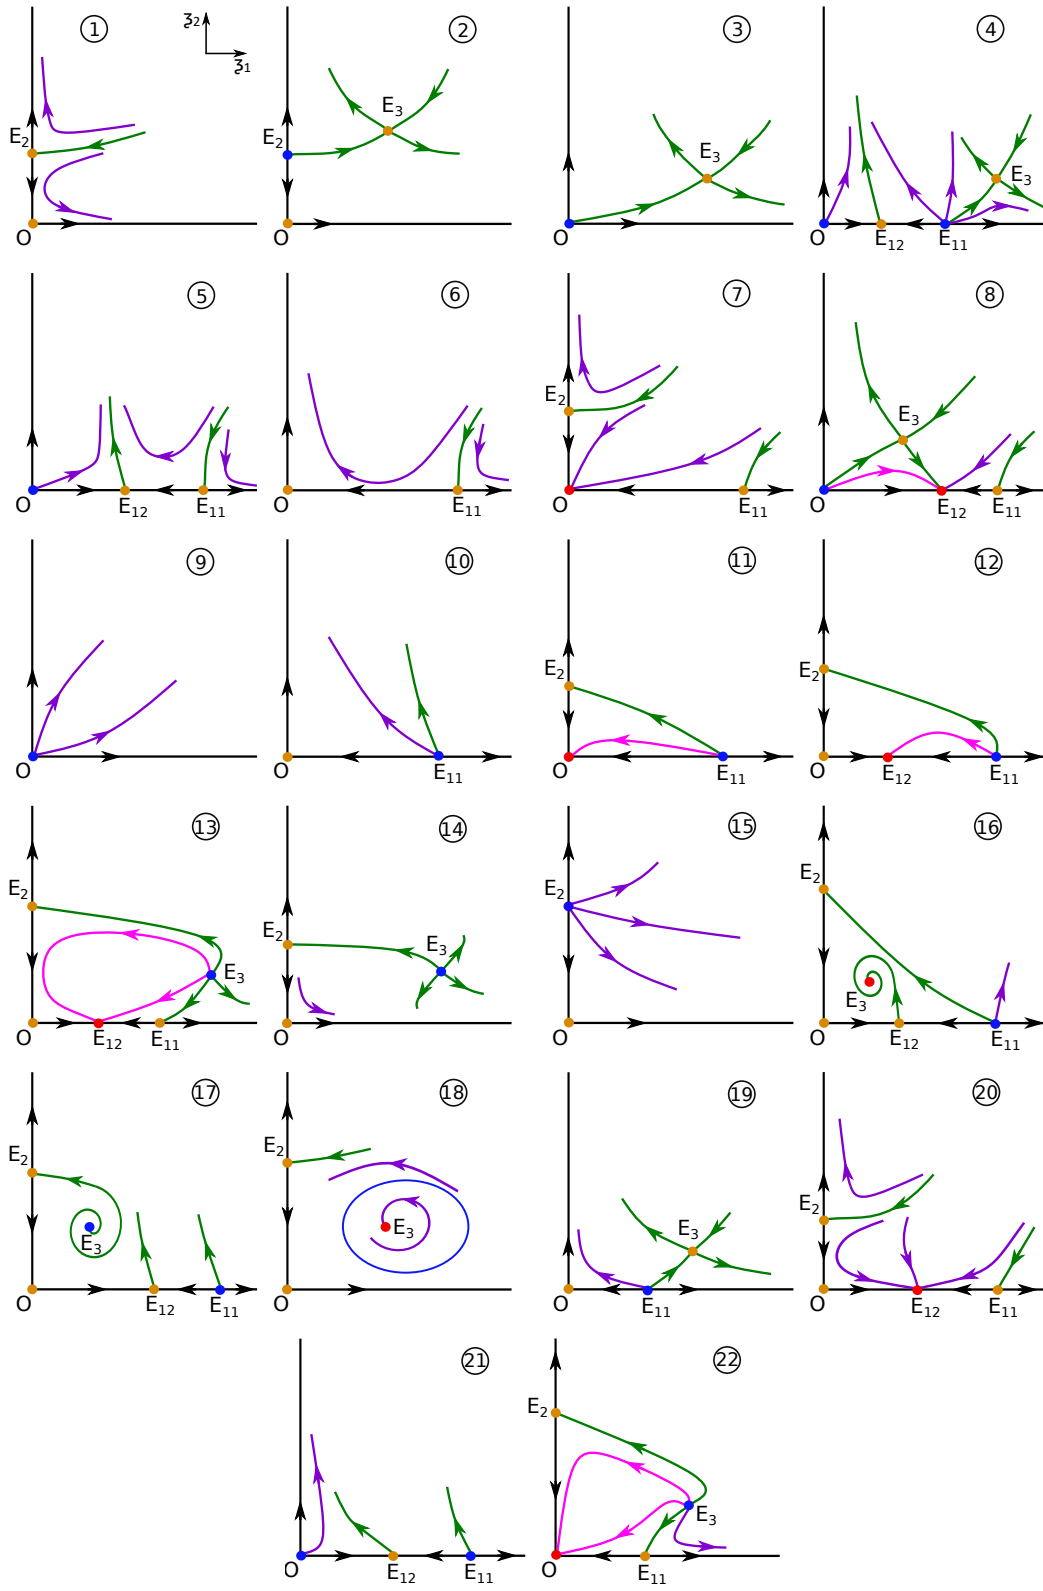 ① ξ₂ ξ₁ ② ③ ④
E₂ O
E₂ E₃ O
E₃ O
E₃ O E₁₂ E₁₁
⑤ ⑥ ⑦ ⑧
O E₁₂ E₁₁
O E₁₁
E₂ O E₁₁
E₃ O E₁₂ E₁₁
⑨ ⑩ ⑪ ⑫
O
O E₁₁
E₂ O E₁₁
E₂ O E₁₂ E₁₁
⑬ ⑭ ⑮ ⑯
E₂ E₃ O E₁₂ E₁₁
E₂ E₃ O
E₂ O
E₂ E₃ O E₁₂ E₁₁
⑰ ⑱ ⑲ ⑳
E₂ E₃ O E₁₂ E₁₁
E₂ E₃ O
E₃ O E₁₁
E₂ O E₁₂ E₁₁
㉑ ㉒
O E₁₂ E₁₁
E₂ E₃ O E₁₁